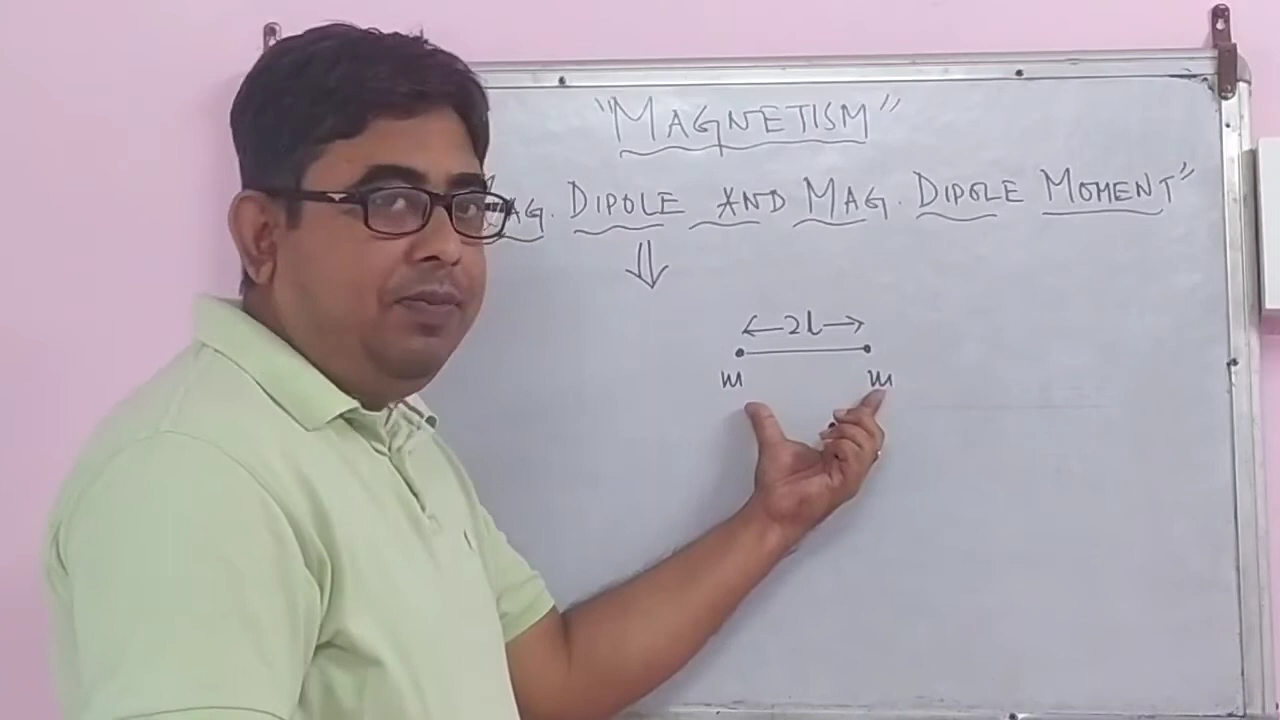 "MAGNETISM"
AG. DIPOLE AND MAG. DIPOLE MOMENT"
2l
m m